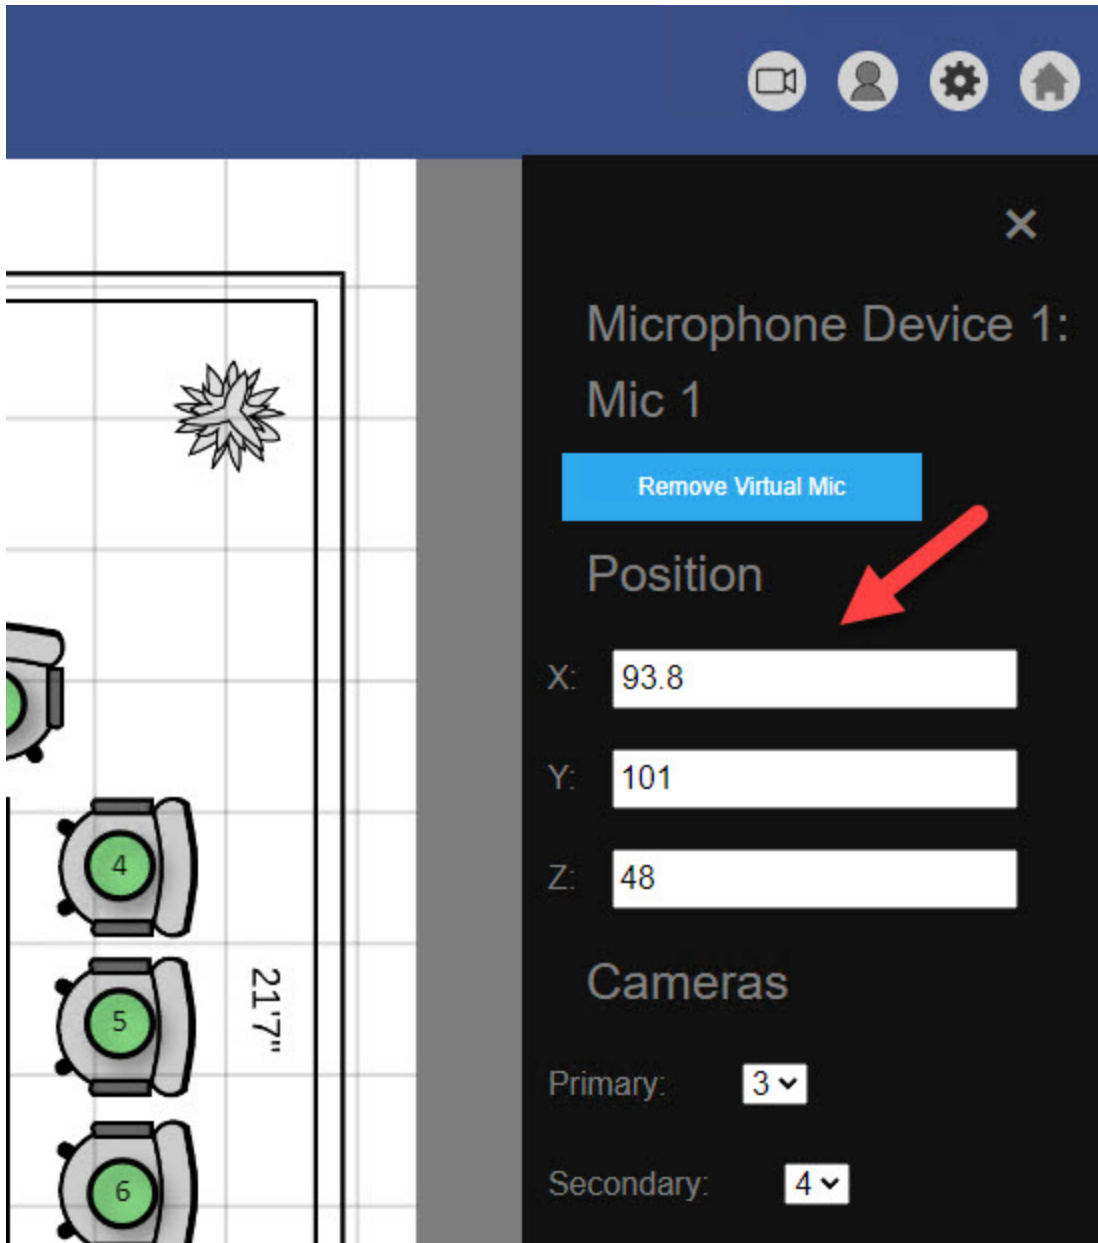 Microphone Device 1:
Mic 1
Remove Virtual Mic
Position
X: 93.8
Y: 101
Z: 48
Cameras
Primary: 3
Secondary: 4
4
5
21'7"
6